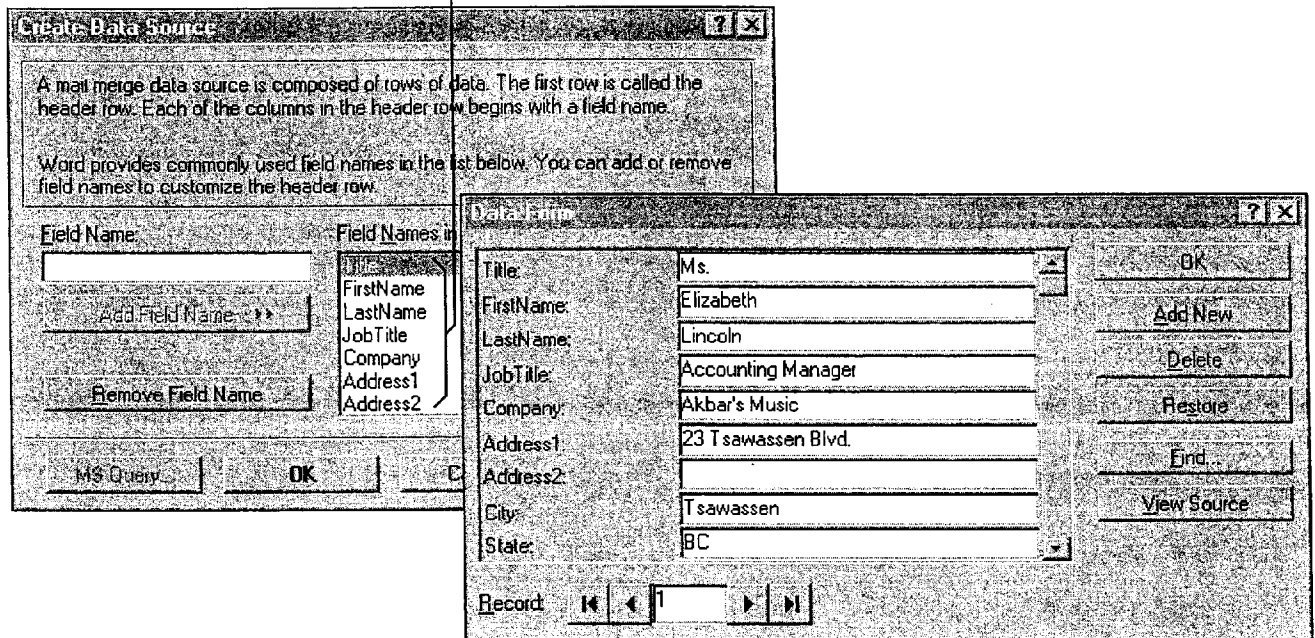 Create Data Source
A mail merge data source is composed of rows of data. The first row is called the
header row. Each of the columns in the header row begins with a field name.
Word provides commonly used field names in the list below. You can add or remove
field names to customize the header row.
Field Name:
Add Field Name >>
Remove Field Name
Field Names in
FirstName
LastName
JobTitle
Company
Address1
Address2
MS Query...
OK
C
Data Form
Title: Ms.
FirstName: Elizabeth
LastName: Lincoln
JobTitle: Accounting Manager
Company: Akbar's Music
Address1: 23 Tsawassen Blvd.
Address2:
City: Tsawassen
State: BC
OK
Add New
Delete
Restore
Find...
View Source
Record: 1